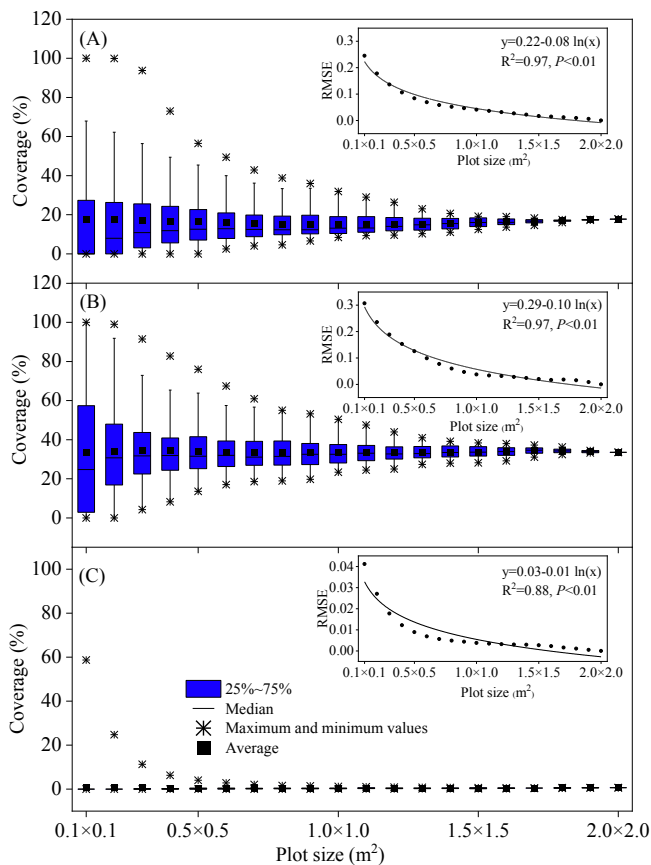 120
100
80
60
40
20
0
Coverage (%)
(A)
0.3
0.2
0.1
0.0
RMSE
y=0.22-0.08 ln(x)
R²=0.97, P<0.01
0.1×0.1
0.5×0.5
1.0×1.0
1.5×1.5
2.0×2.0
Plot size (m²)
120
100
80
60
40
20
0
Coverage (%)
(B)
0.3
0.2
0.1
0.0
RMSE
y=0.29-0.10 ln(x)
R²=0.97, P<0.01
0.1×0.1
0.5×0.5
1.0×1.0
1.5×1.5
2.0×2.0
Plot size (m²)
100
80
60
40
20
0
Coverage (%)
(C)
0.04
0.03
0.02
0.01
0.00
RMSE
y=0.03-0.01 ln(x)
R²=0.88, P<0.01
0.1×0.1
0.5×0.5
1.0×1.0
1.5×1.5
2.0×2.0
Plot size (m²)
25%~75%
Median
Maximum and minimum values
Average
0.1×0.1
0.5×0.5
1.0×1.0
1.5×1.5
2.0×2.0
Plot size (m²)